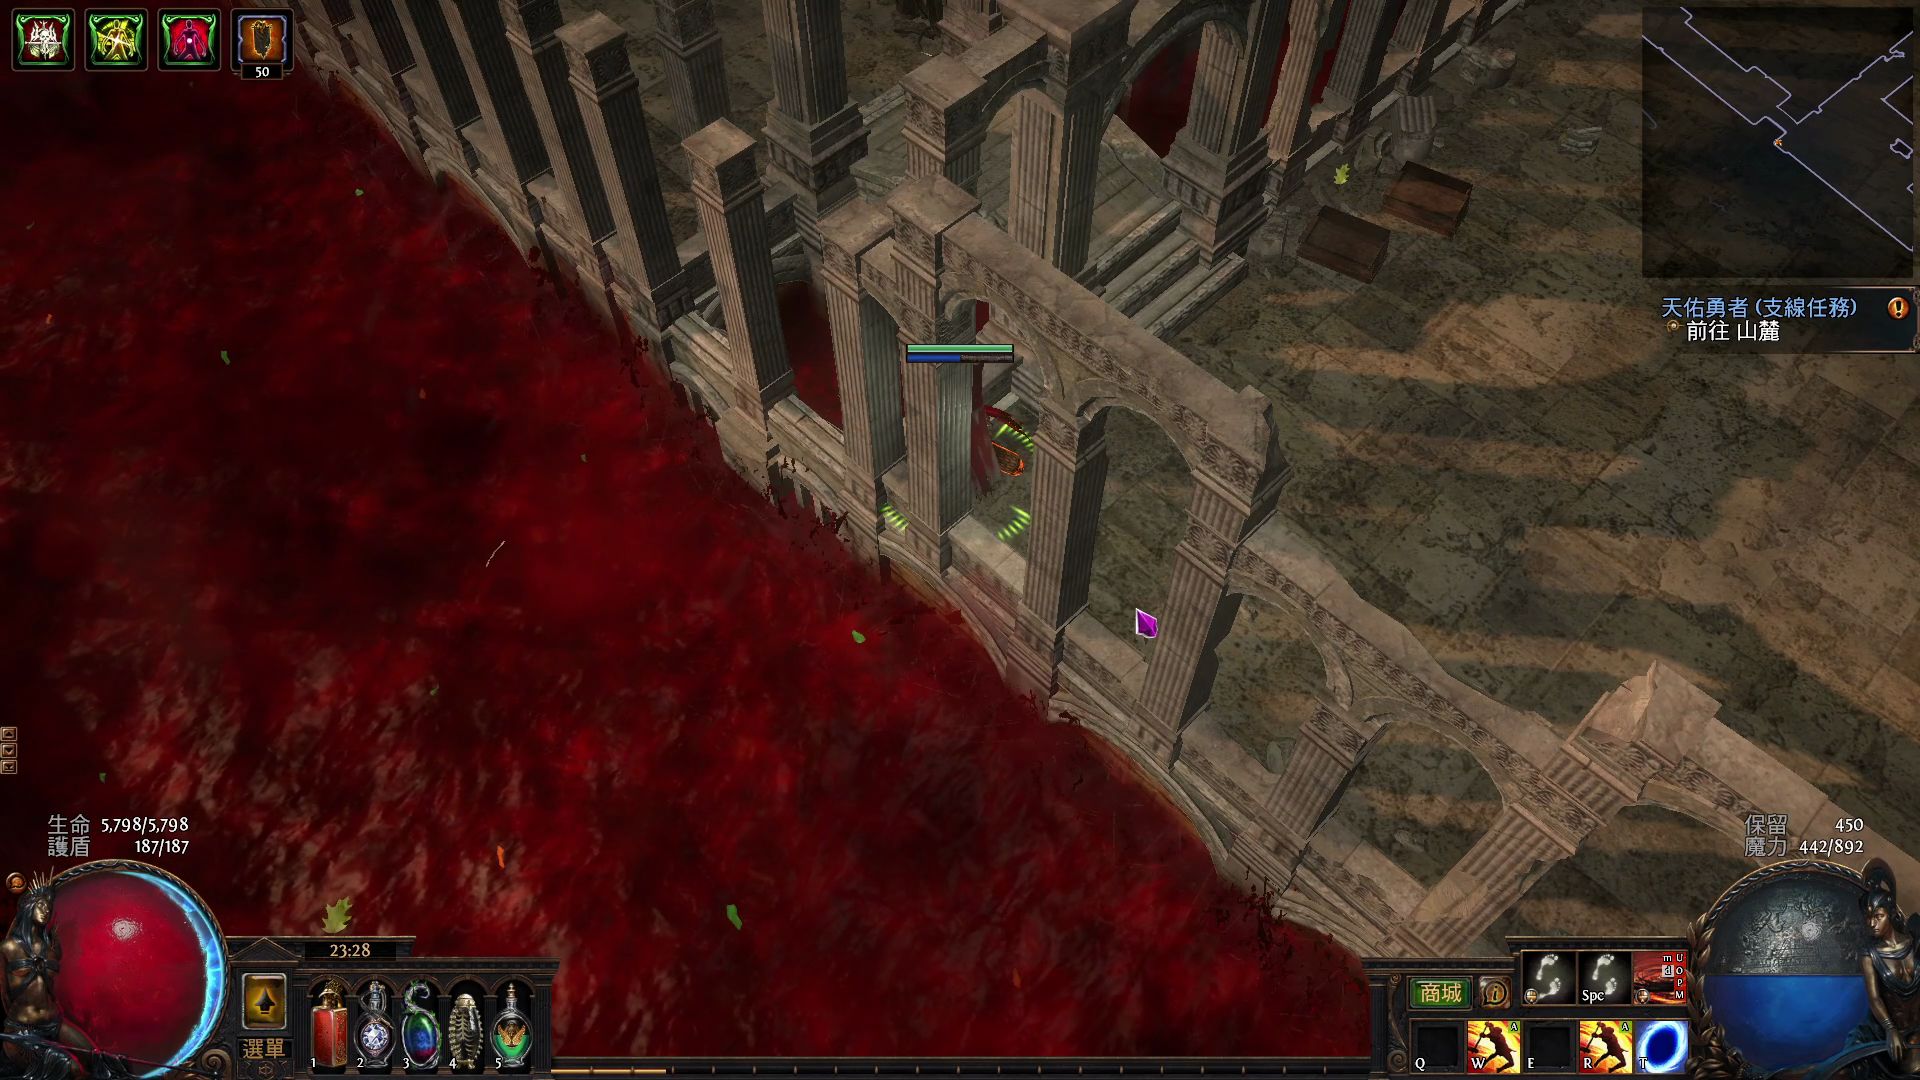 50
天佑勇者 (支線任務)
前往 山麓
生命 5,798/5,798
護盾 187/187
保留 450
魔力 442/892
23:28
選單
1 2 3 4 5
商城
Spc
Q W E R T
A A